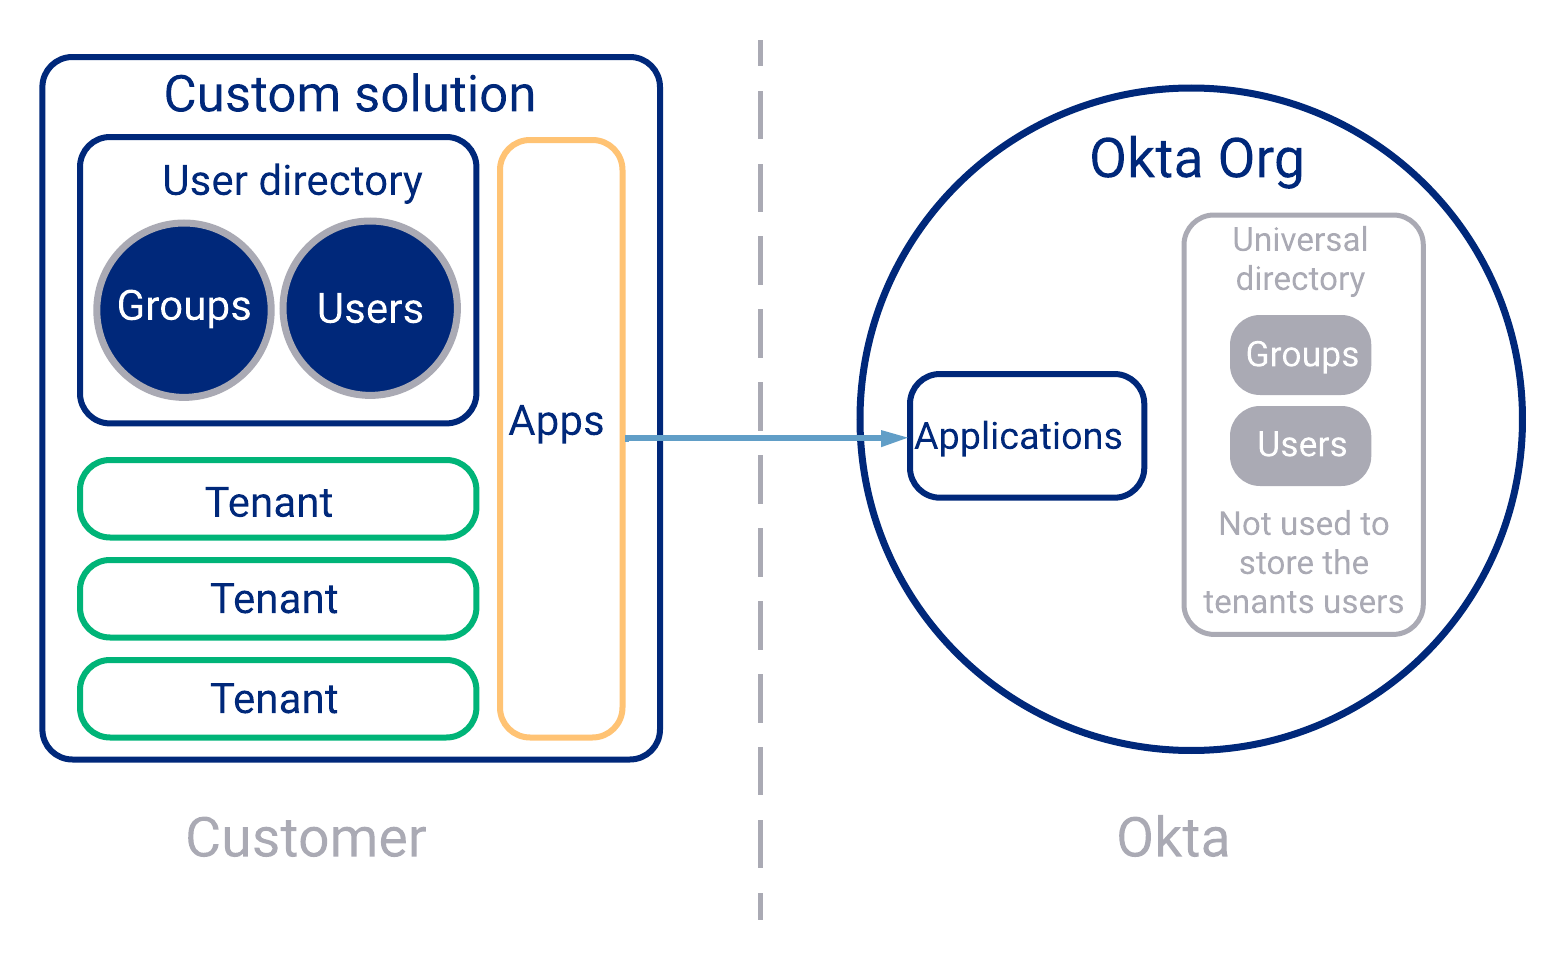 Custom solution
User directory
Groups
Users
Apps
Tenant
Tenant
Tenant
Customer
Okta Org
Universal
directory
Groups
Users
Not used to
store the
tenants users
Applications
Okta